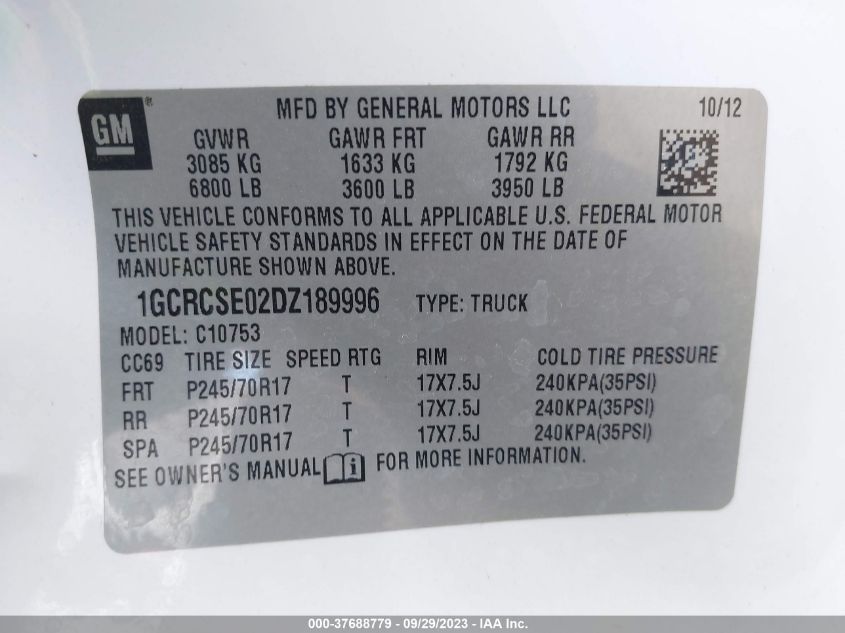 GM® MFD BY GENERAL MOTORS LLC 10/12
GVWR GAWR FRT GAWR RR
3085 KG 1633 KG 1792 KG
6800 LB 3600 LB 3950 LB
THIS VEHICLE CONFORMS TO ALL APPLICABLE U.S. FEDERAL MOTOR
VEHICLE SAFETY STANDARDS IN EFFECT ON THE DATE OF
MANUFACTURE SHOWN ABOVE.
1GCRCSE02DZ189996 TYPE: TRUCK
MODEL: C10753
CC69 TIRE SIZE SPEED RTG RIM COLD TIRE PRESSURE
FRT P245/70R17 T 17X7.5J 240KPA(35PSI)
RR P245/70R17 T 17X7.5J 240KPA(35PSI)
SPA P245/70R17 T 17X7.5J 240KPA(35PSI)
SEE OWNER'S MANUAL i FOR MORE INFORMATION.
000-37688779 - 09/29/2023 - IAA Inc.